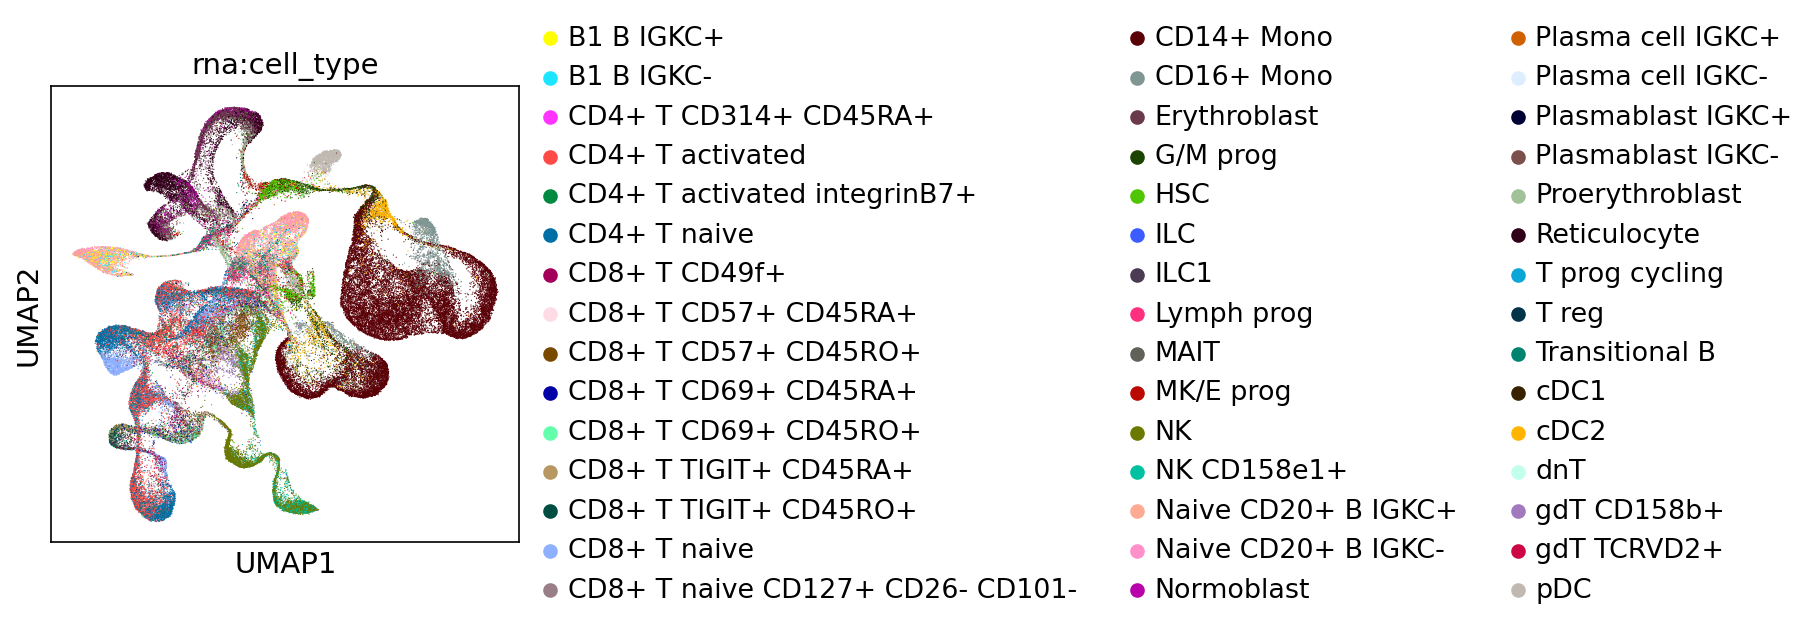 rna:cell_type
UMAP2
UMAP1
B1 B IGKC+
B1 B IGKC-
CD4+ T CD314+ CD45RA+
CD4+ T activated
CD4+ T activated integrinB7+
CD4+ T naive
CD8+ T CD49f+
CD8+ T CD57+ CD45RA+
CD8+ T CD57+ CD45RO+
CD8+ T CD69+ CD45RA+
CD8+ T CD69+ CD45RO+
CD8+ T TIGIT+ CD45RA+
CD8+ T TIGIT+ CD45RO+
CD8+ T naive
CD8+ T naive CD127+ CD26- CD101-
CD14+ Mono
CD16+ Mono
Erythroblast
G/M prog
HSC
ILC
ILC1
Lymph prog
MAIT
MK/E prog
NK
NK CD158e1+
Naive CD20+ B IGKC+
Naive CD20+ B IGKC-
Normoblast
Plasma cell IGKC+
Plasma cell IGKC-
Plasmablast IGKC+
Plasmablast IGKC-
Proerythroblast
Reticulocyte
T prog cycling
T reg
Transitional B
cDC1
cDC2
dnT
gdT CD158b+
gdT TCRVD2+
pDC